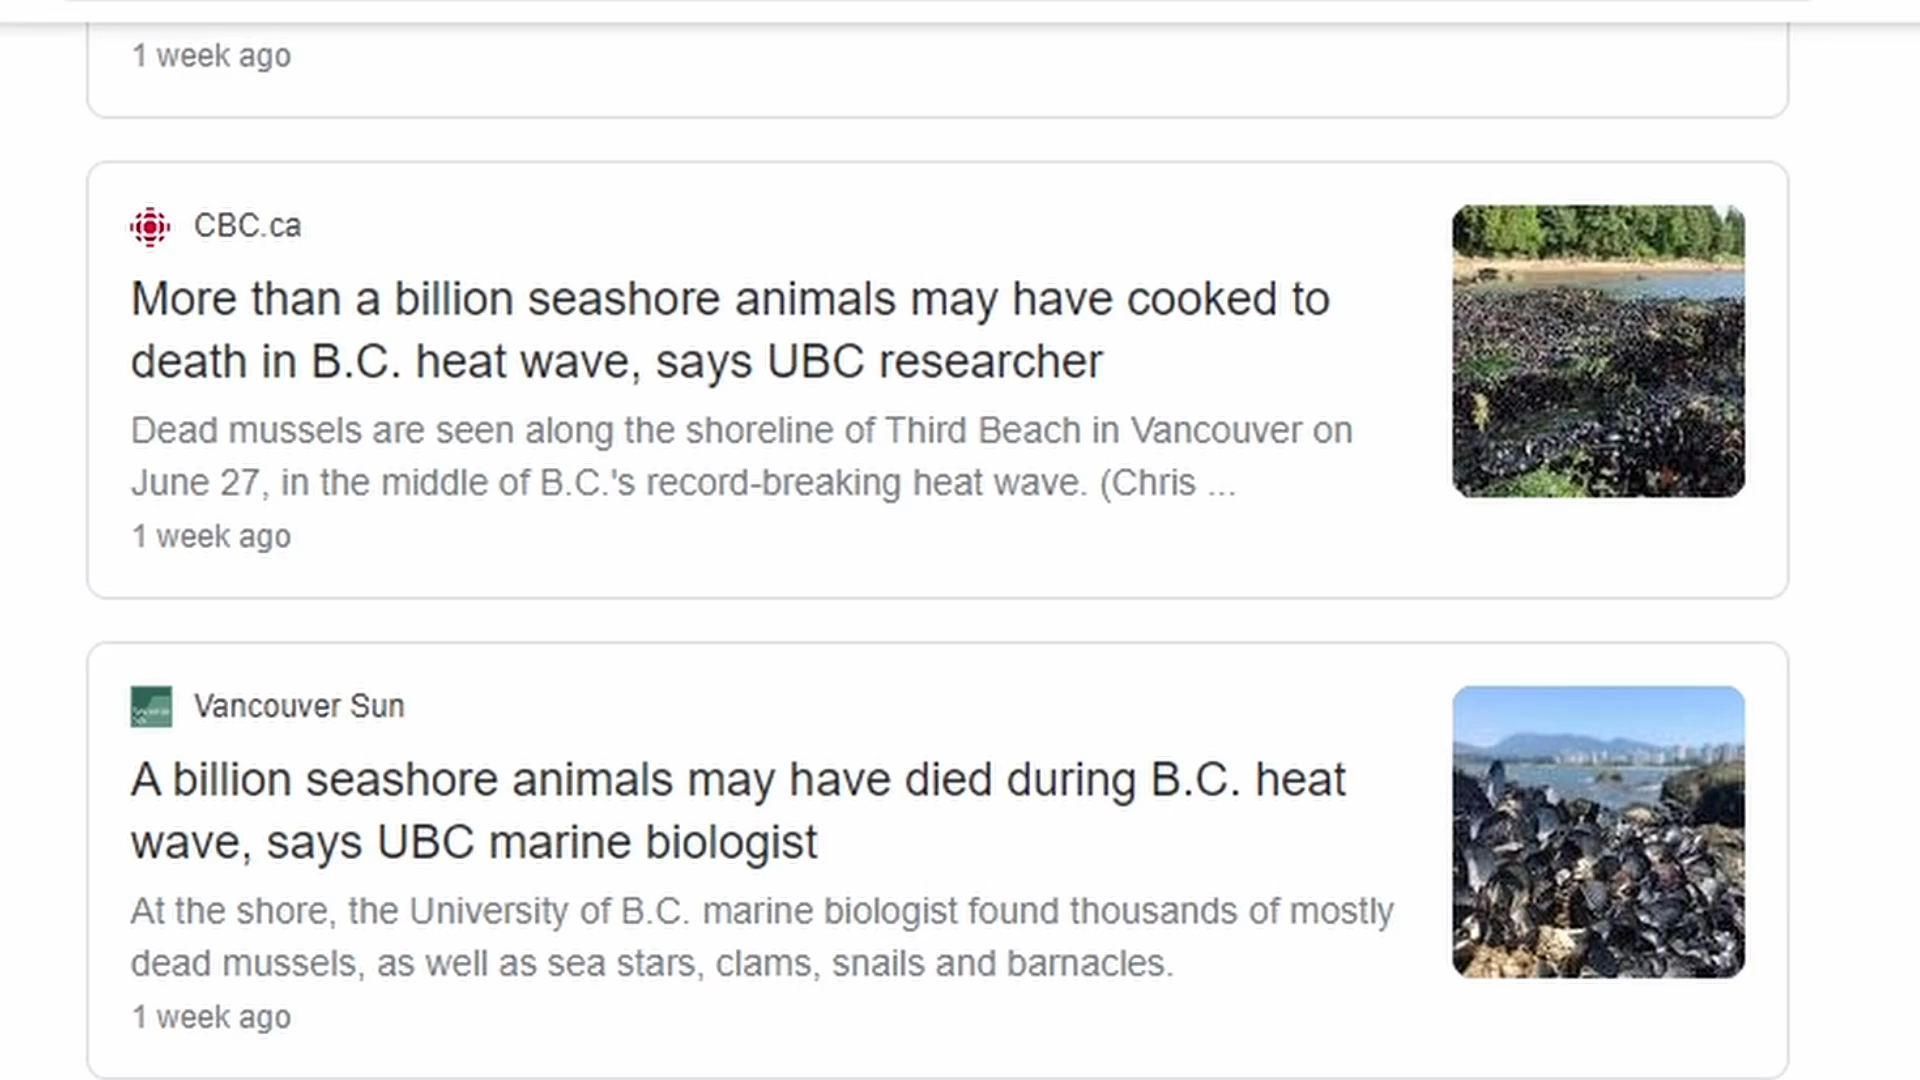 1 week ago
CBC.ca
More than a billion seashore animals may have cooked to
death in B.C. heat wave, says UBC researcher
Dead mussels are seen along the shoreline of Third Beach in Vancouver on
June 27, in the middle of B.C.'s record-breaking heat wave. (Chris ...
1 week ago
Vancouver Sun
A billion seashore animals may have died during B.C. heat
wave, says UBC marine biologist
At the shore, the University of B.C. marine biologist found thousands of mostly
dead mussels, as well as sea stars, clams, snails and barnacles.
1 week ago